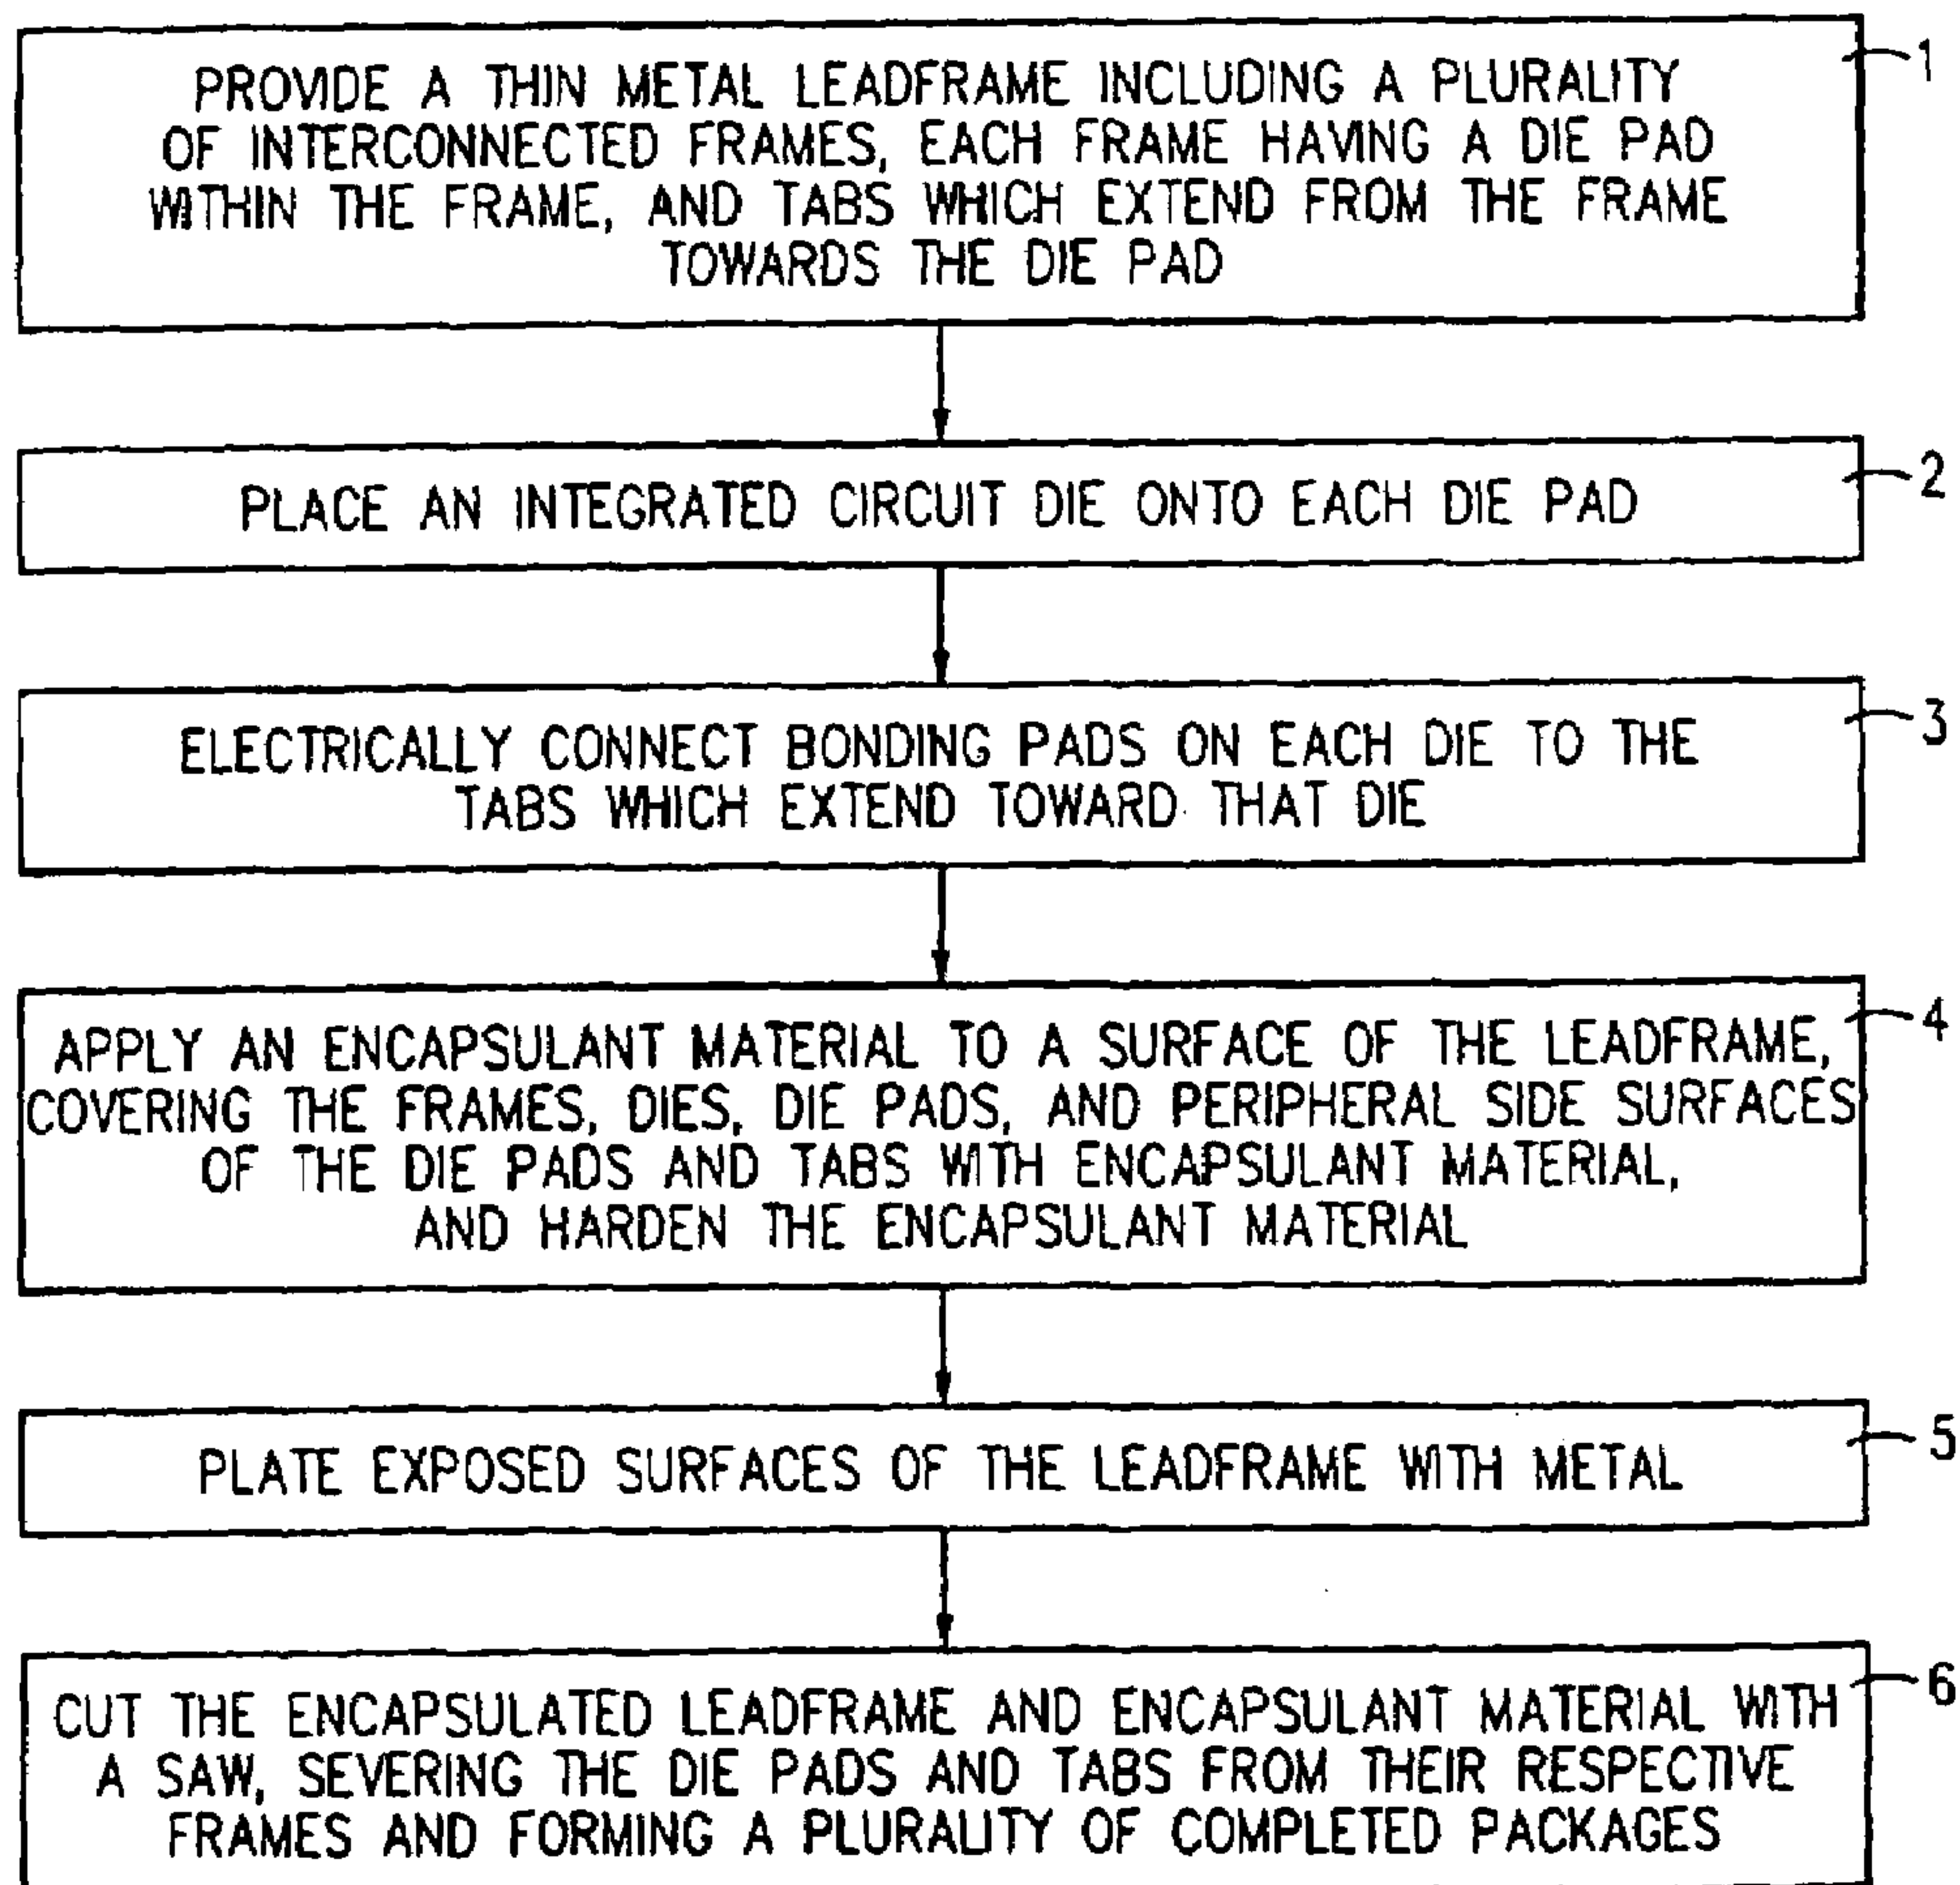 PROVIDE A THIN METAL LEADFRAME INCLUDING A PLURALITY
OF INTERCONNECTED FRAMES, EACH FRAME HAVING A DIE PAD
WITHIN THE FRAME, AND TABS WHICH EXTEND FROM THE FRAME
TOWARDS THE DIE PAD
1
PLACE AN INTEGRATED CIRCUIT DIE ONTO EACH DIE PAD
2
ELECTRICALLY CONNECT BONDING PADS ON EACH DIE TO THE
TABS WHICH EXTEND TOWARD THAT DIE
3
APPLY AN ENCAPSULANT MATERIAL TO A SURFACE OF THE LEADFRAME,
COVERING THE FRAMES, DIES, DIE PADS, AND PERIPHERAL SIDE SURFACES
OF THE DIE PADS AND TABS WITH ENCAPSULANT MATERIAL,
AND HARDEN THE ENCAPSULANT MATERIAL
4
PLATE EXPOSED SURFACES OF THE LEADFRAME WITH METAL
5
CUT THE ENCAPSULATED LEADFRAME AND ENCAPSULANT MATERIAL WITH
A SAW, SEVERING THE DIE PADS AND TABS FROM THEIR RESPECTIVE
FRAMES AND FORMING A PLURALITY OF COMPLETED PACKAGES
6